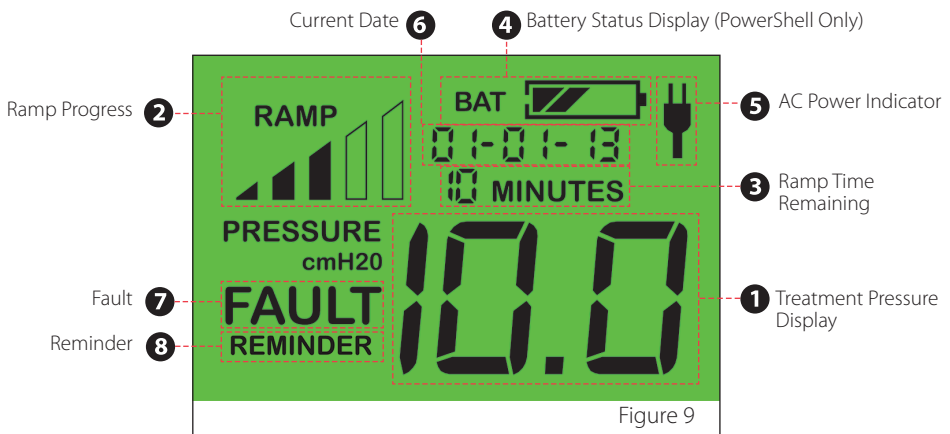 Current Date 6
4 Battery Status Display (PowerShell Only)
Ramp Progress 2
RAMP
BAT
5 AC Power Indicator
01-01-13
10 MINUTES
3 Ramp Time
Remaining
PRESSURE
cmH20
Fault 7
FAULT
Reminder 8
REMINDER
10.0
1 Treatment Pressure
Display
Figure 9